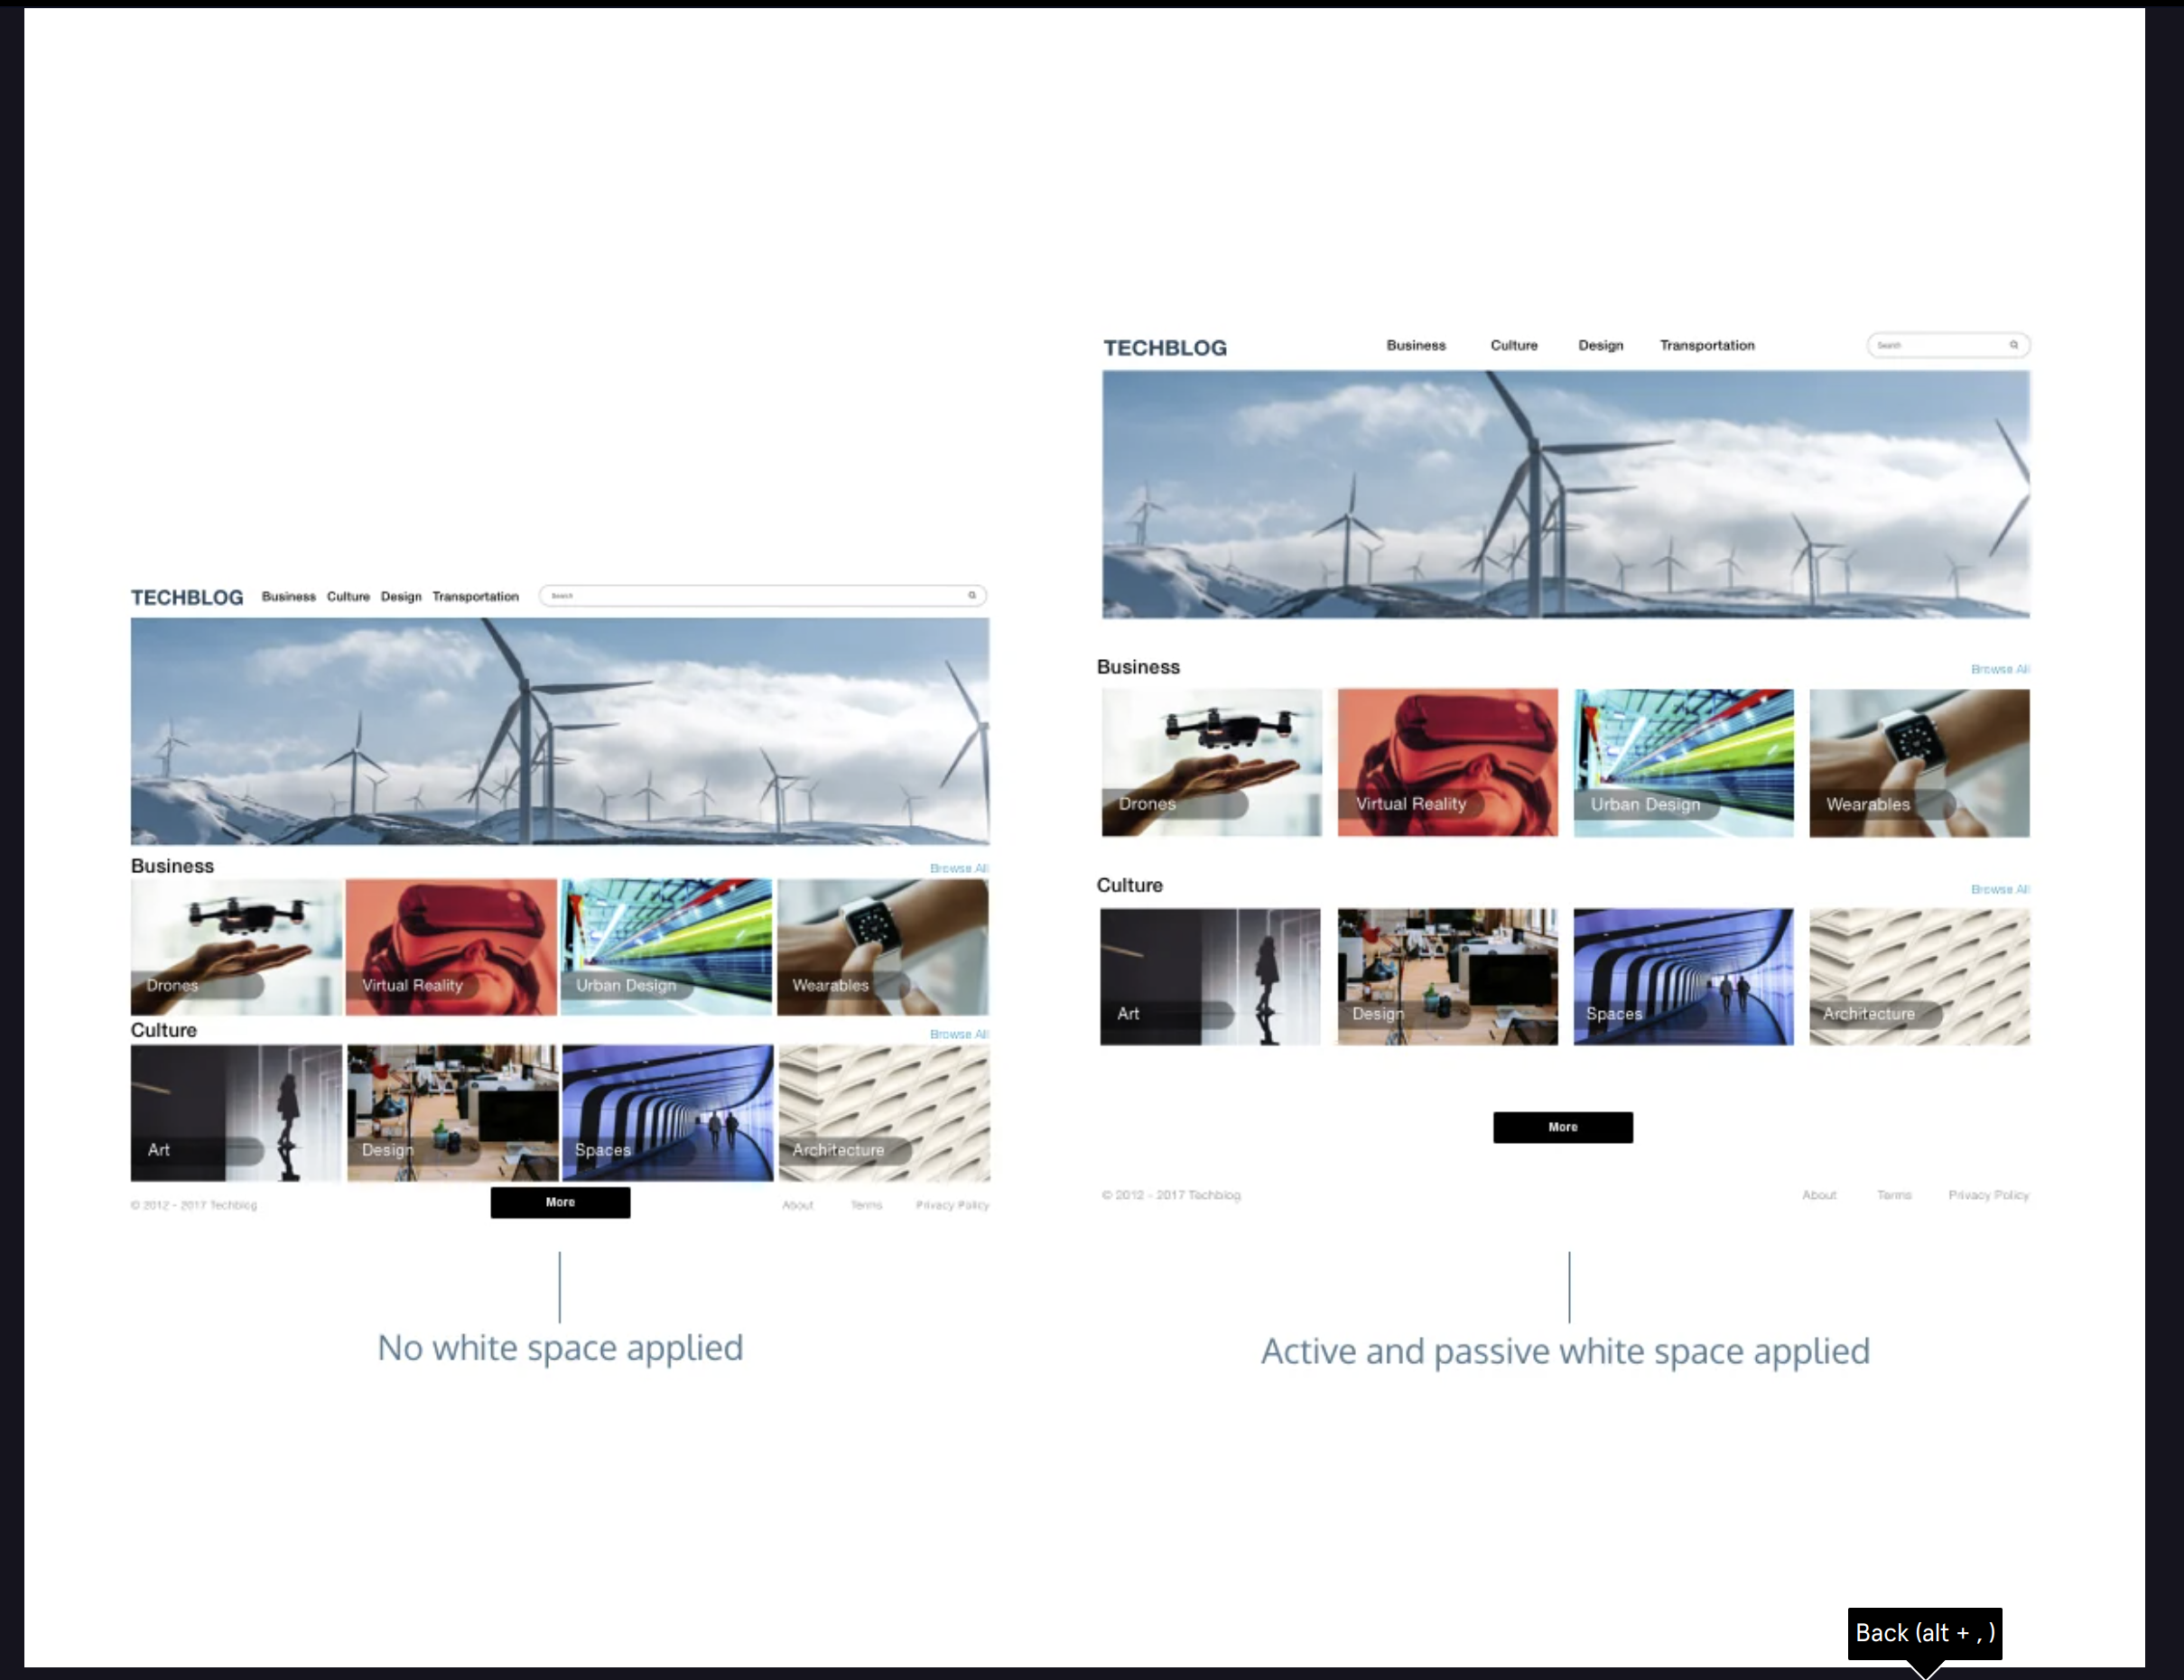 TECHBLOG Business Culture Design Transportation Search
Business Browse All
Drones Virtual Reality Urban Design Wearables
Culture Browse All
Art Design Spaces Architecture
© 2012 - 2017 Techblog More About Terms Privacy Policy
No white space applied
TECHBLOG Business Culture Design Transportation Search
Business Browse All
Drones Virtual Reality Urban Design Wearables
Culture Browse All
Art Design Spaces Architecture
More
© 2012 - 2017 Techblog About Terms Privacy Policy
Active and passive white space applied
Back (alt + , )